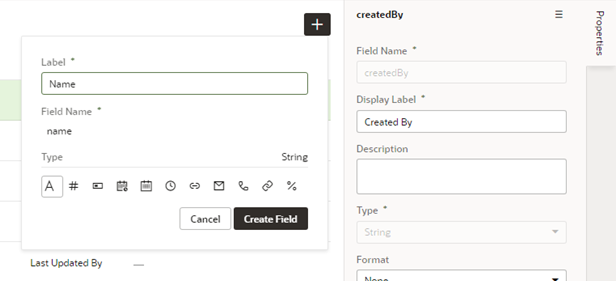 Label *
Name
Field Name *
name
Type String
A # %
Cancel Create Field
Last Updated By —
createdBy
Field Name *
createdBy
Display Label *
Created By
Description
Type *
String
Format
None
Properties